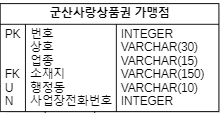 군산사랑상품권 가맹점
PK 번호 INTEGER
상호 VARCHAR(30)
업종 VARCHAR(15)
FK 소재지 VARCHAR(150)
U 행정동 VARCHAR(10)
N 사업장전화번호 INTEGER